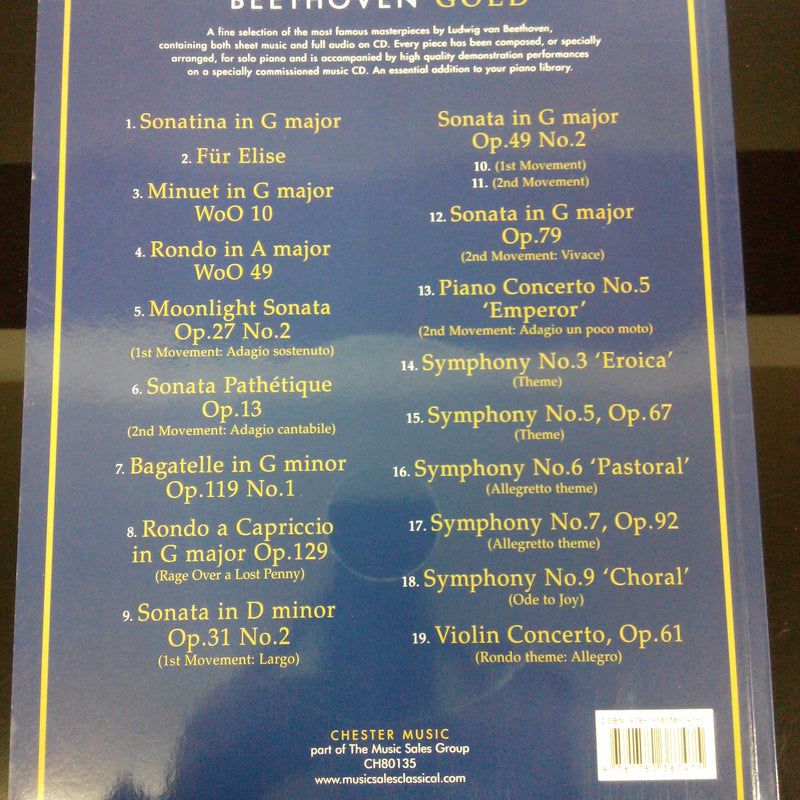 BEETHOVEN GOLD
A fine selection of the most famous masterpieces by Ludwig van Beethoven,
containing both sheet music and full audio on CD. Every piece has been composed, or specially
arranged, for solo piano and is accompanied by high quality demonstration performances
on a specially commissioned music CD. An essential addition to your piano library.
1. Sonatina in G major
2. Für Elise
3. Minuet in G major
WoO 10
4. Rondo in A major
WoO 49
5. Moonlight Sonata
Op.27 No.2
(1st Movement: Adagio sostenuto)
6. Sonata Pathétique
Op.13
(2nd Movement: Adagio cantabile)
7. Bagatelle in G minor
Op.119 No.1
8. Rondo a Capriccio
in G major Op.129
(Rage Over a Lost Penny)
9. Sonata in D minor
Op.31 No.2
(1st Movement: Largo)
Sonata in G major
Op.49 No.2
10. (1st Movement)
11. (2nd Movement)
12. Sonata in G major
Op.79
(2nd Movement: Vivace)
13. Piano Concerto No.5
‘Emperor’
(2nd Movement: Adagio un poco moto)
14. Symphony No.3 ‘Eroica’
(Theme)
15. Symphony No.5, Op.67
(Theme)
16. Symphony No.6 ‘Pastoral’
(Allegretto theme)
17. Symphony No.7, Op.92
(Allegretto theme)
18. Symphony No.9 ‘Choral’
(Ode to Joy)
19. Violin Concerto, Op.61
(Rondo theme: Allegro)
CHESTER MUSIC
part of The Music Sales Group
CH80135
www.musicsalesclassical.com
ISBN